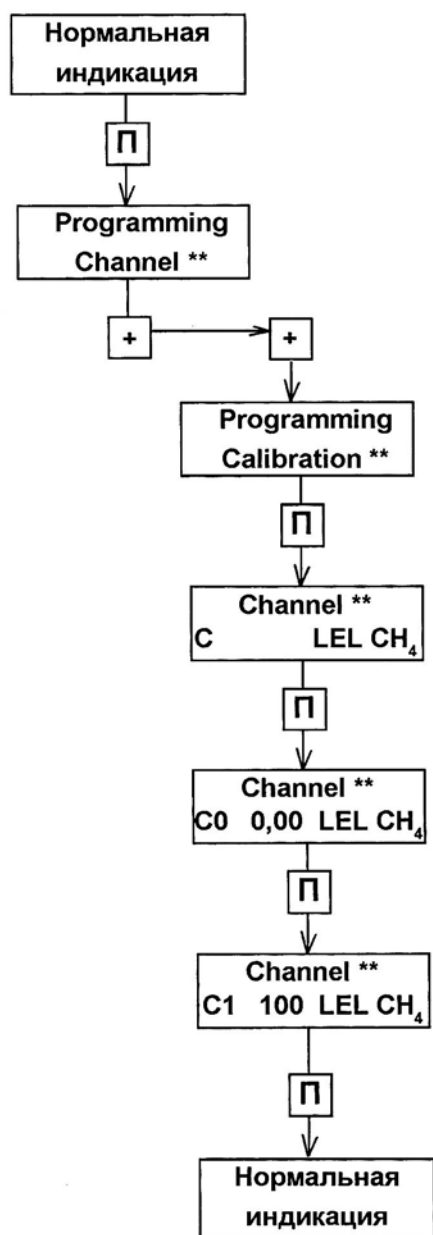 Нормальная
индикация
П
Programming
Channel **
+ +
Programming
Calibration **
П
Channel **
C LEL CH₄
П
Channel **
C0 0,00 LEL CH₄
П
Channel **
C1 100 LEL CH₄
П
Нормальная
индикация